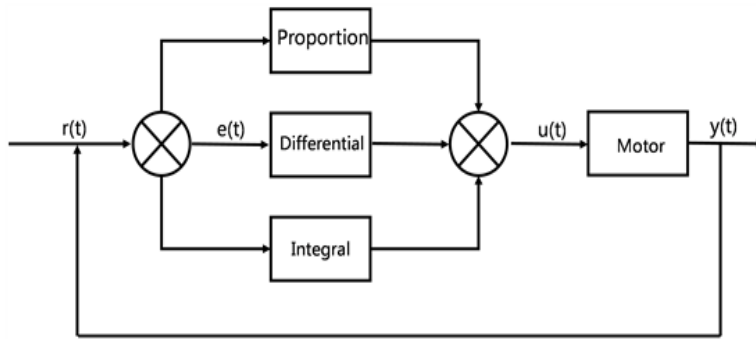 Proportion
r(t)
e(t)
Differential
u(t)
Motor
y(t)
Integral